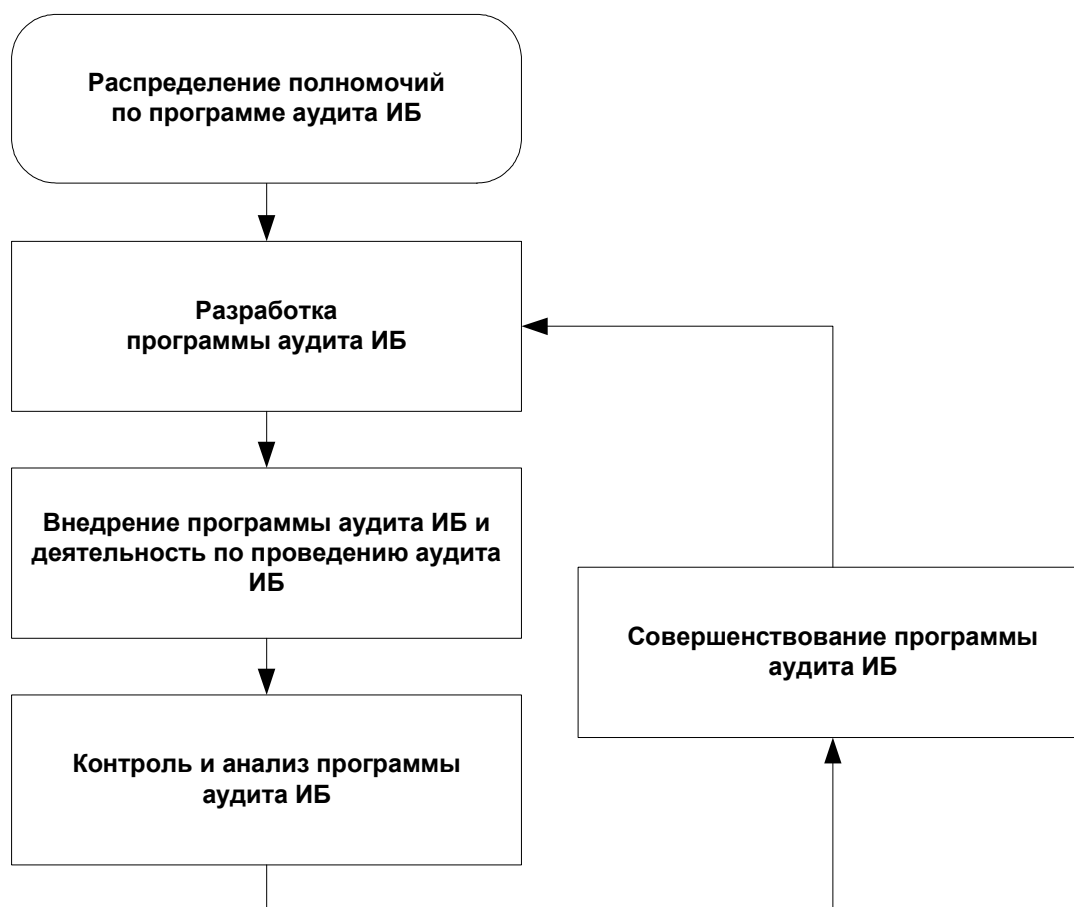 Распределение полномочий
по программе аудита ИБ
Разработка
программы аудита ИБ
Внедрение программы аудита ИБ и
деятельность по проведению аудита
ИБ
Совершенствование программы
аудита ИБ
Контроль и анализ программы
аудита ИБ